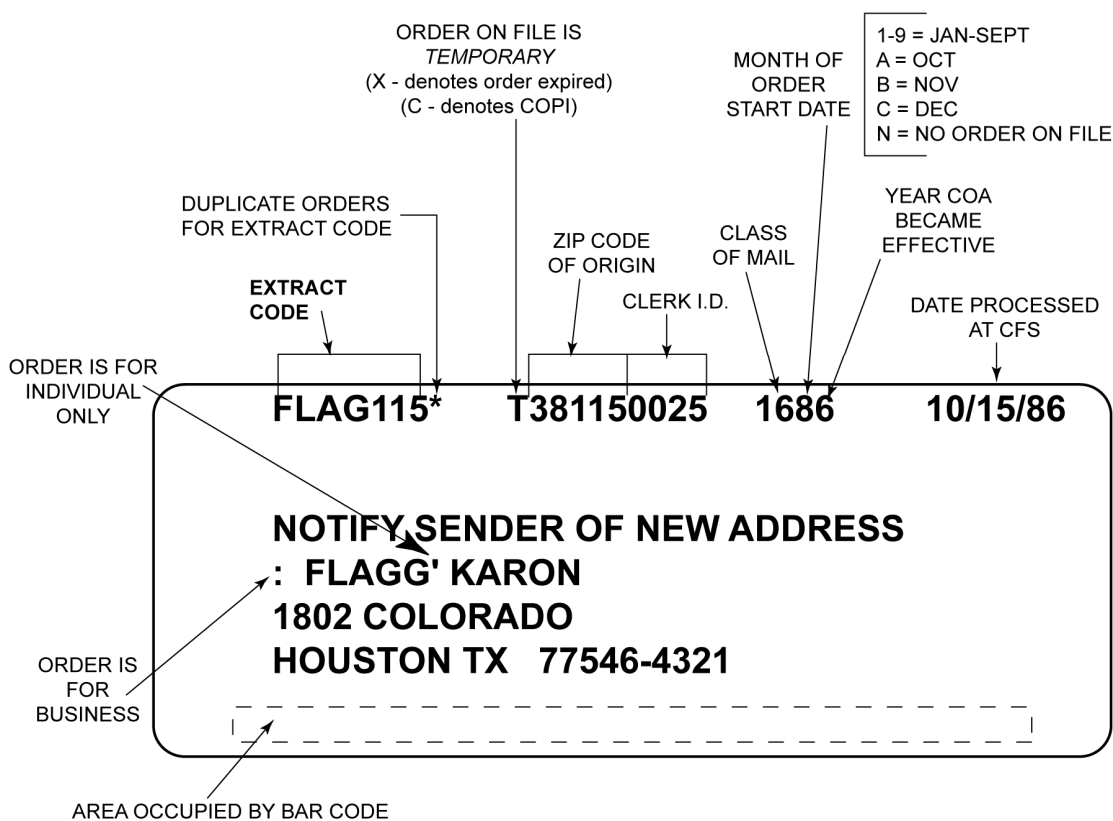 ORDER ON FILE IS
TEMPORARY
(X - denotes order expired)
(C - denotes COPI)
MONTH OF
ORDER
START DATE
1-9 = JAN-SEPT
A = OCT
B = NOV
C = DEC
N = NO ORDER ON FILE
DUPLICATE ORDERS
FOR EXTRACT CODE
ZIP CODE
OF ORIGIN
CLASS
OF MAIL
YEAR COA
BECAME
EFFECTIVE
EXTRACT
CODE
CLERK I.D.
DATE PROCESSED
AT CFS
ORDER IS FOR
INDIVIDUAL
ONLY
FLAG115* T381150025 1686 10/15/86
NOTIFY SENDER OF NEW ADDRESS
: FLAGG' KARON
1802 COLORADO
HOUSTON TX 77546-4321
ORDER IS
FOR
BUSINESS
AREA OCCUPIED BY BAR CODE